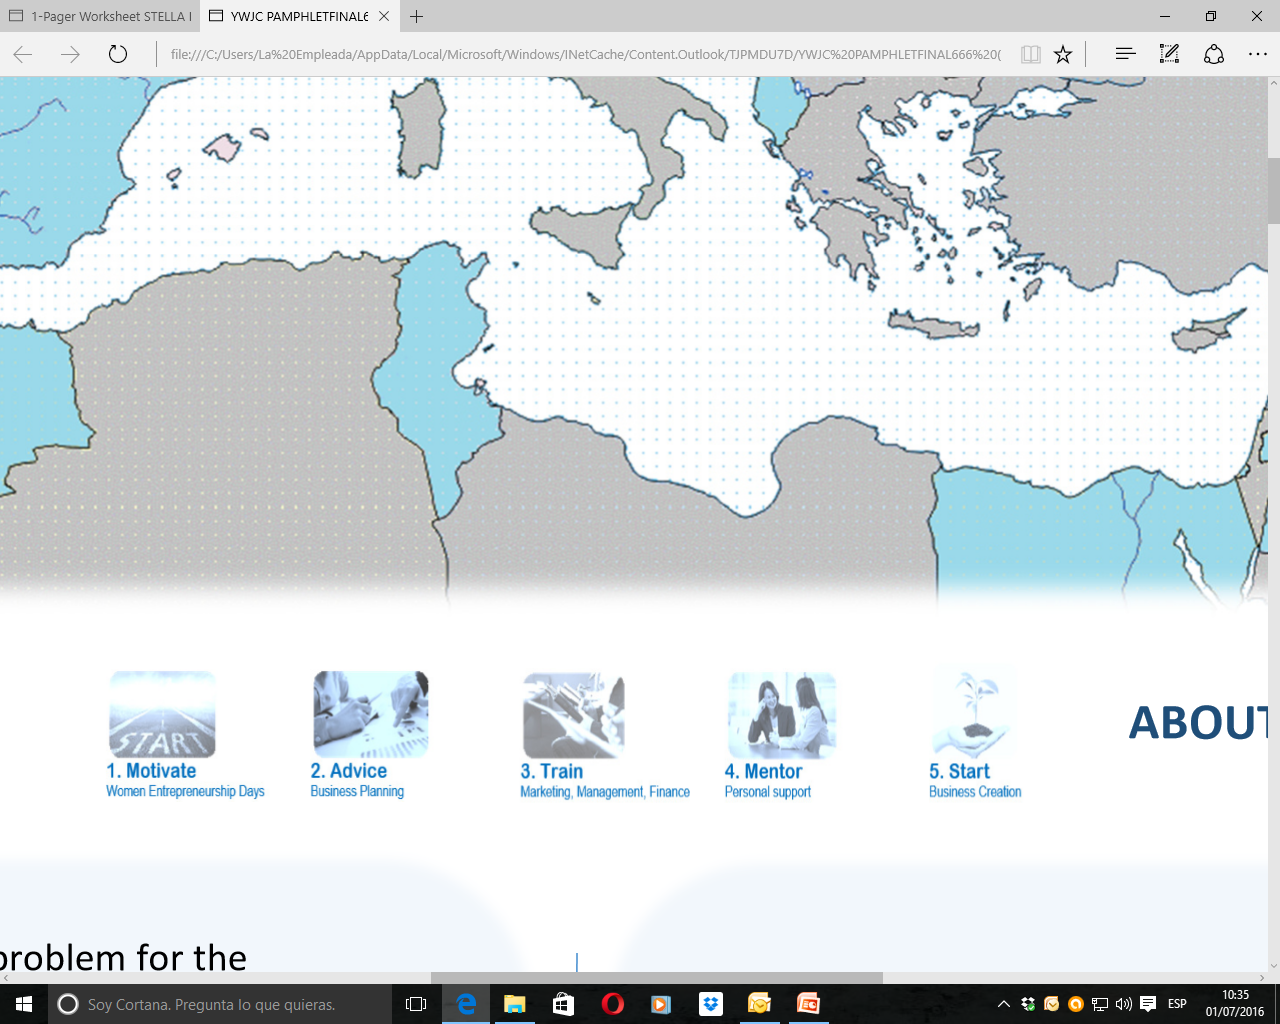 1-Pager Worksheet STELLA I
YWJC PAMPHLETFINAL6
file:///C:/Users/La%20Empleada/AppData/Local/Microsoft/Windows/INetCache/Content.Outlook/TJPMDU7D/YWJC%20PAMPHLETFINAL666%20(
START
1. Motivate
Women Entrepreneurship Days
2. Advice
Business Planning
3. Train
Marketing, Management, Finance
4. Mentor
Personal support
5. Start
Business Creation
ABOUT
problem for the
Soy Cortana. Pregunta lo que quieras.
ESP
10:35
01/07/2016